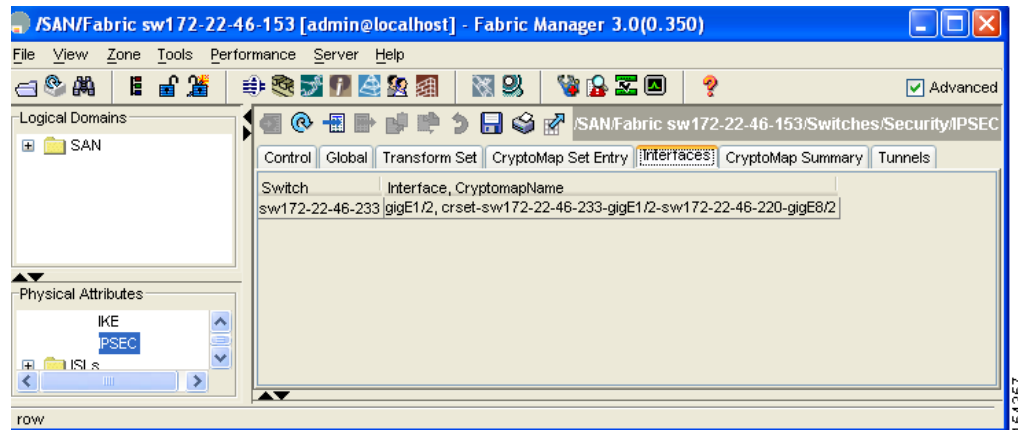 /SAN/Fabric sw172-22-46-153 [admin@localhost] - Fabric Manager 3.0(0.350)
File View Zone Tools Performance Server Help
Advanced
Logical Domains
SAN
/SAN/Fabric sw172-22-46-153/Switches/Security/IPSEC
Control Global Transform Set CryptoMap Set Entry Interfaces CryptoMap Summary Tunnels
Switch Interface, CryptomapName
sw172-22-46-233 gigE1/2, crset-sw172-22-46-233-gigE1/2-sw172-22-46-220-gigE8/2
Physical Attributes
IKE
IPSEC
ISLs
row